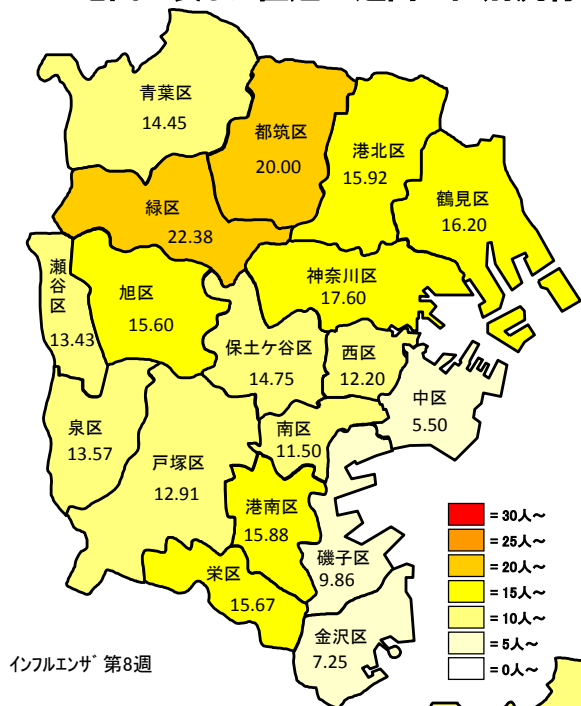 青葉区
14.45
都筑区
20.00
港北区
15.92
鶴見区
16.20
緑区
22.38
瀬谷区
13.43
旭区
15.60
神奈川区
17.60
保土ケ谷区
14.75
西区
12.20
中区
5.50
泉区
13.57
戸塚区
12.91
南区
11.50
港南区
15.88
磯子区
9.86
栄区
15.67
金沢区
7.25
= 30人～
= 25人～
= 20人～
= 15人～
= 10人～
= 5人～
= 0人～
インフルエンザ 第8週